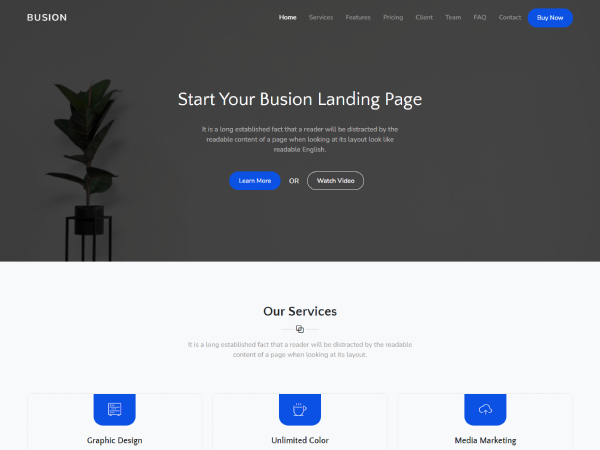 BUSION
Home Services Features Pricing Client Team FAQ Contact Buy Now
Start Your Busion Landing Page
It is a long established fact that a reader will be distracted by the
readable content of a page when looking at its layout look like
readable English.
Learn More OR Watch Video
Our Services
It is a long established fact that a reader will be distracted by the readable
content of a page when looking at its layout.
Graphic Design Unlimited Color Media Marketing